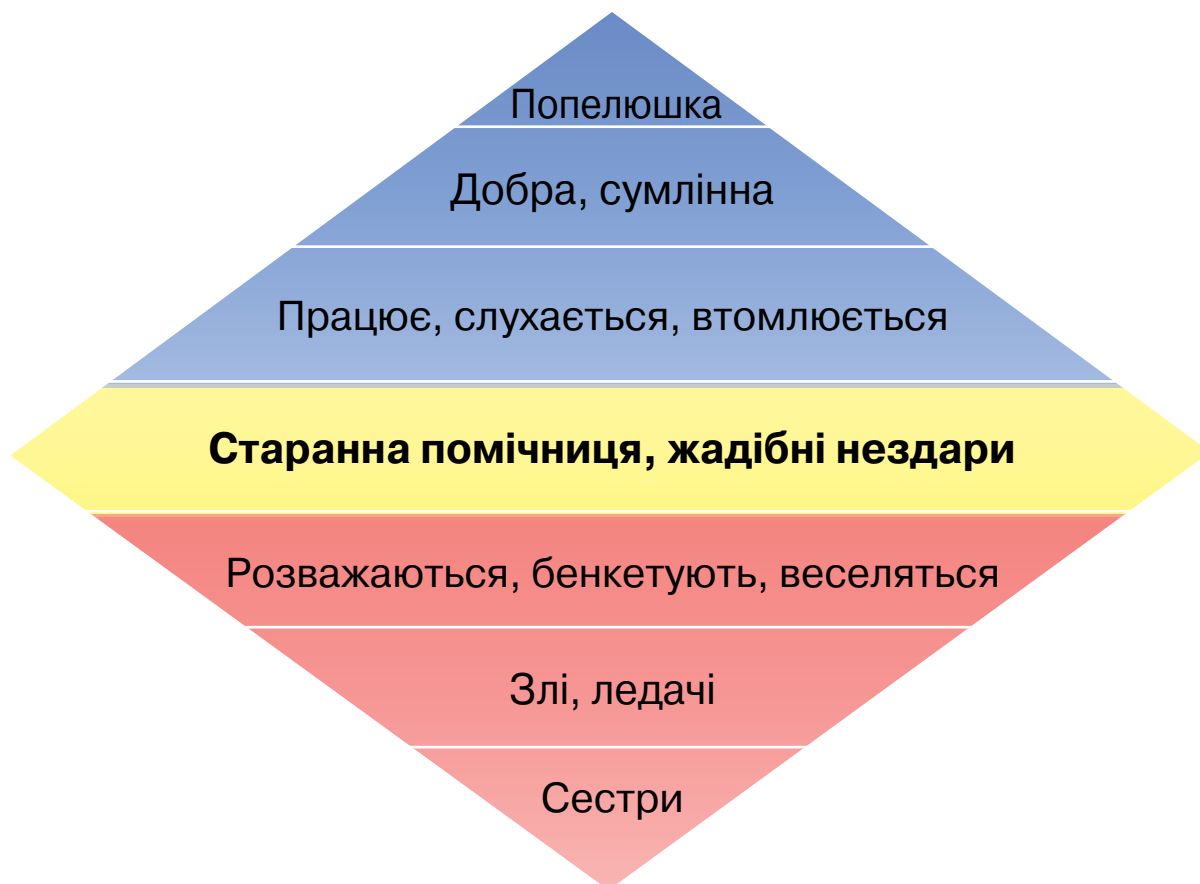 Попелюшка
Добра, сумлінна
Працює, слухається, втомлюється
Старанна помічниця, жадібні нездари
Розважаються, бенкетують, веселяться
Злі, ледачі
Сестри